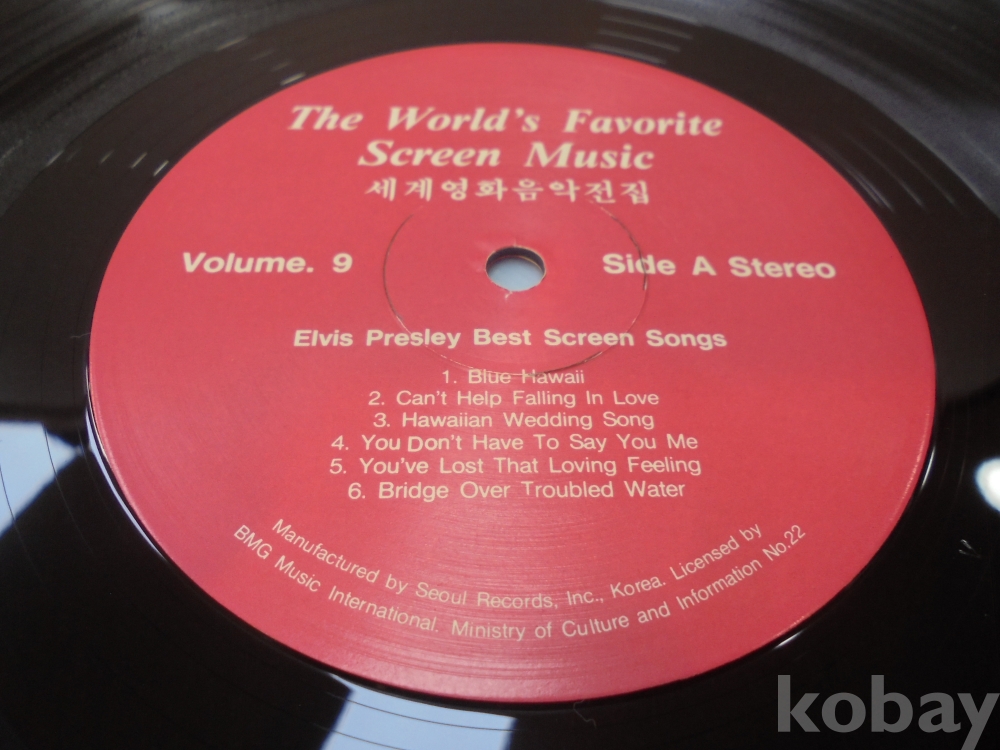 The World's Favorite
Screen Music
세계영화음악전집
Volume. 9
Side A Stereo
Elvis Presley Best Screen Songs
1. Blue Hawaii
2. Can't Help Falling In Love
3. Hawaiian Wedding Song
4. You Don't Have To Say You Me
5. You've Lost That Loving Feeling
6. Bridge Over Troubled Water
Manufactured by Seoul Records, Inc., Korea. Licensed by
BMG Music International. Ministry of Culture and Information No.22
kobay